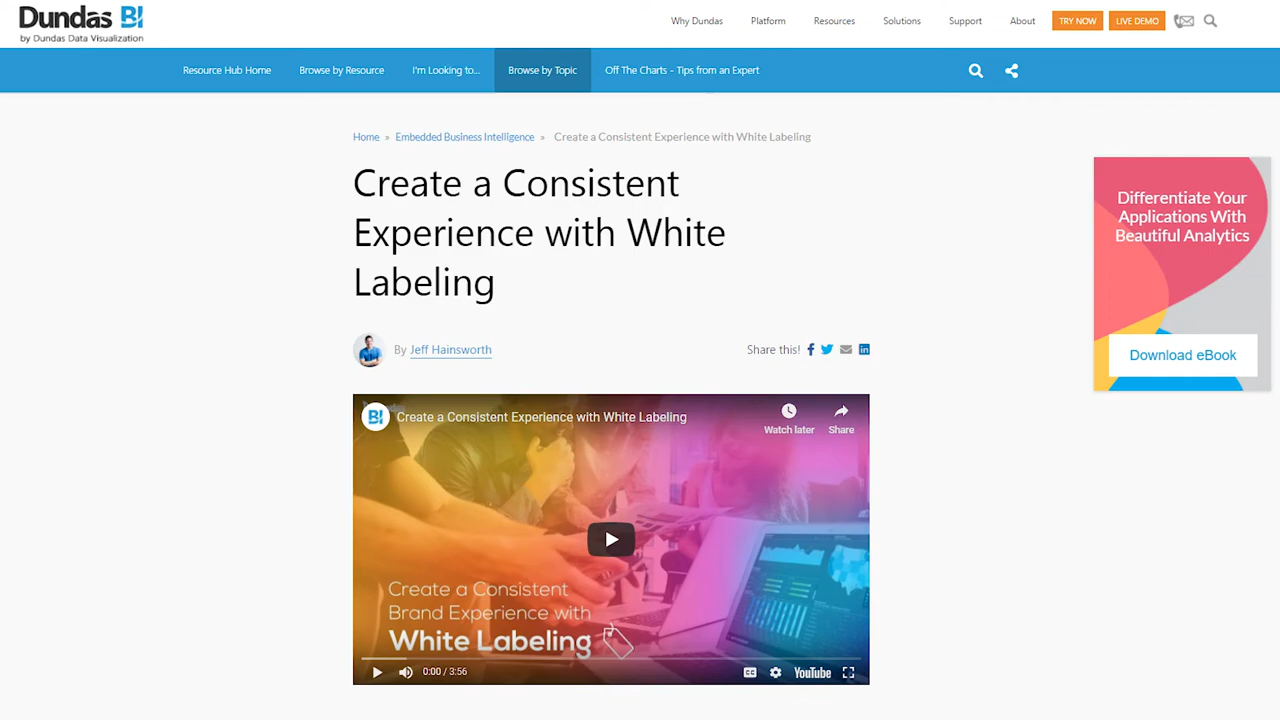 Dundas BI
by Dundas Data Visualization
Why Dundas Platform Resources Solutions Support About TRY NOW LIVE DEMO
Resource Hub Home Browse by Resource I'm Looking to... Browse by Topic Off The Charts - Tips from an Expert
Home » Embedded Business Intelligence » Create a Consistent Experience with White Labeling
Create a Consistent
Experience with White
Labeling
By Jeff Hainsworth
Share this!
BI Create a Consistent Experience with White Labeling
Watch later Share
Create a Consistent
Brand Experience with
White Labeling
0:00 / 3:56
CC YouTube
Differentiate Your
Applications With
Beautiful Analytics
Download eBook